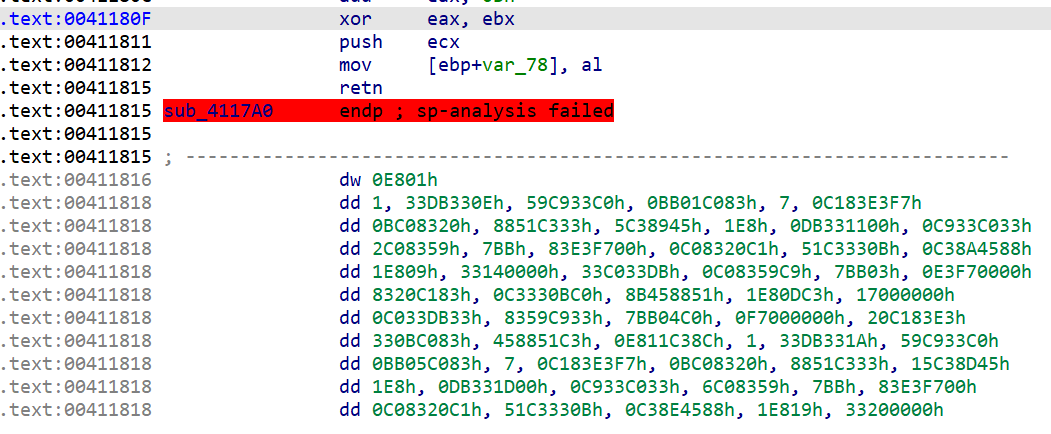 .text:0041180F xor eax, ebx
.text:00411811 push ecx
.text:00411812 mov [ebp+var_78], al
.text:00411815 retn
.text:00411815 sub_4117A0 endp ; sp-analysis failed
.text:00411815
.text:00411815 ; ---------------------------------------------------------------------------
.text:00411816 dw 0E801h
.text:00411818 dd 1, 33DB330Eh, 59C933C0h, 0BB01C083h, 7, 0C183E3F7h
.text:00411818 dd 0BC08320h, 8851C333h, 5C38945h, 1E8h, 0DB331100h, 0C933C033h
.text:00411818 dd 2C08359h, 7BBh, 83E3F700h, 0C08320C1h, 51C3330Bh, 0C38A4588h
.text:00411818 dd 1E809h, 33140000h, 33C033DBh, 0C08359C9h, 7BB03h, 0E3F70000h
.text:00411818 dd 8320C183h, 0C3330BC0h, 8B458851h, 1E80DC3h, 17000000h
.text:00411818 dd 0C033DB33h, 8359C933h, 7BB04C0h, 0F7000000h, 20C183E3h
.text:00411818 dd 330BC083h, 458851C3h, 0E811C38Ch, 1, 33DB331Ah, 59C933C0h
.text:00411818 dd 0BB05C083h, 7, 0C183E3F7h, 0BC08320h, 8851C333h, 15C38D45h
.text:00411818 dd 1E8h, 0DB331D00h, 0C933C033h, 6C08359h, 7BBh, 83E3F700h
.text:00411818 dd 0C08320C1h, 51C3330Bh, 0C38E4588h, 1E819h, 33200000h